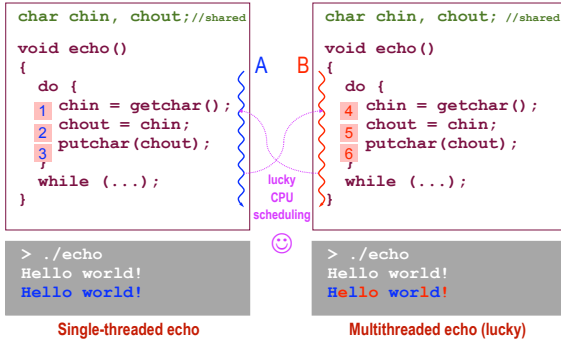 char chin, chout;//shared
void echo()
{
do {
1 chin = getchar();
2 chout = chin;
3 putchar(chout);
}
while (...);
}
A
> ./echo
Hello world!
Hello world!
Single-threaded echo
lucky
CPU
scheduling
char chin, chout; //shared
void echo()
{
B
do {
4 chin = getchar();
5 chout = chin;
6 putchar(chout);
}
while (...);
}
> ./echo
Hello world!
Hello world!
Multithreaded echo (lucky)